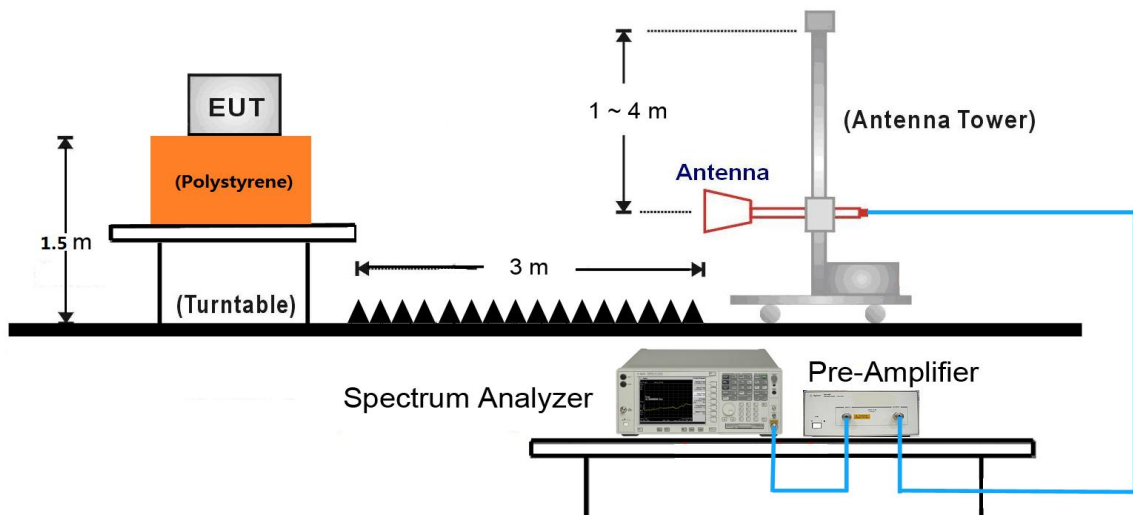 EUT
(Polystyrene)
1.5 m
(Turntable)
3 m
1 ~ 4 m
Antenna
(Antenna Tower)
Spectrum Analyzer
Pre-Amplifier